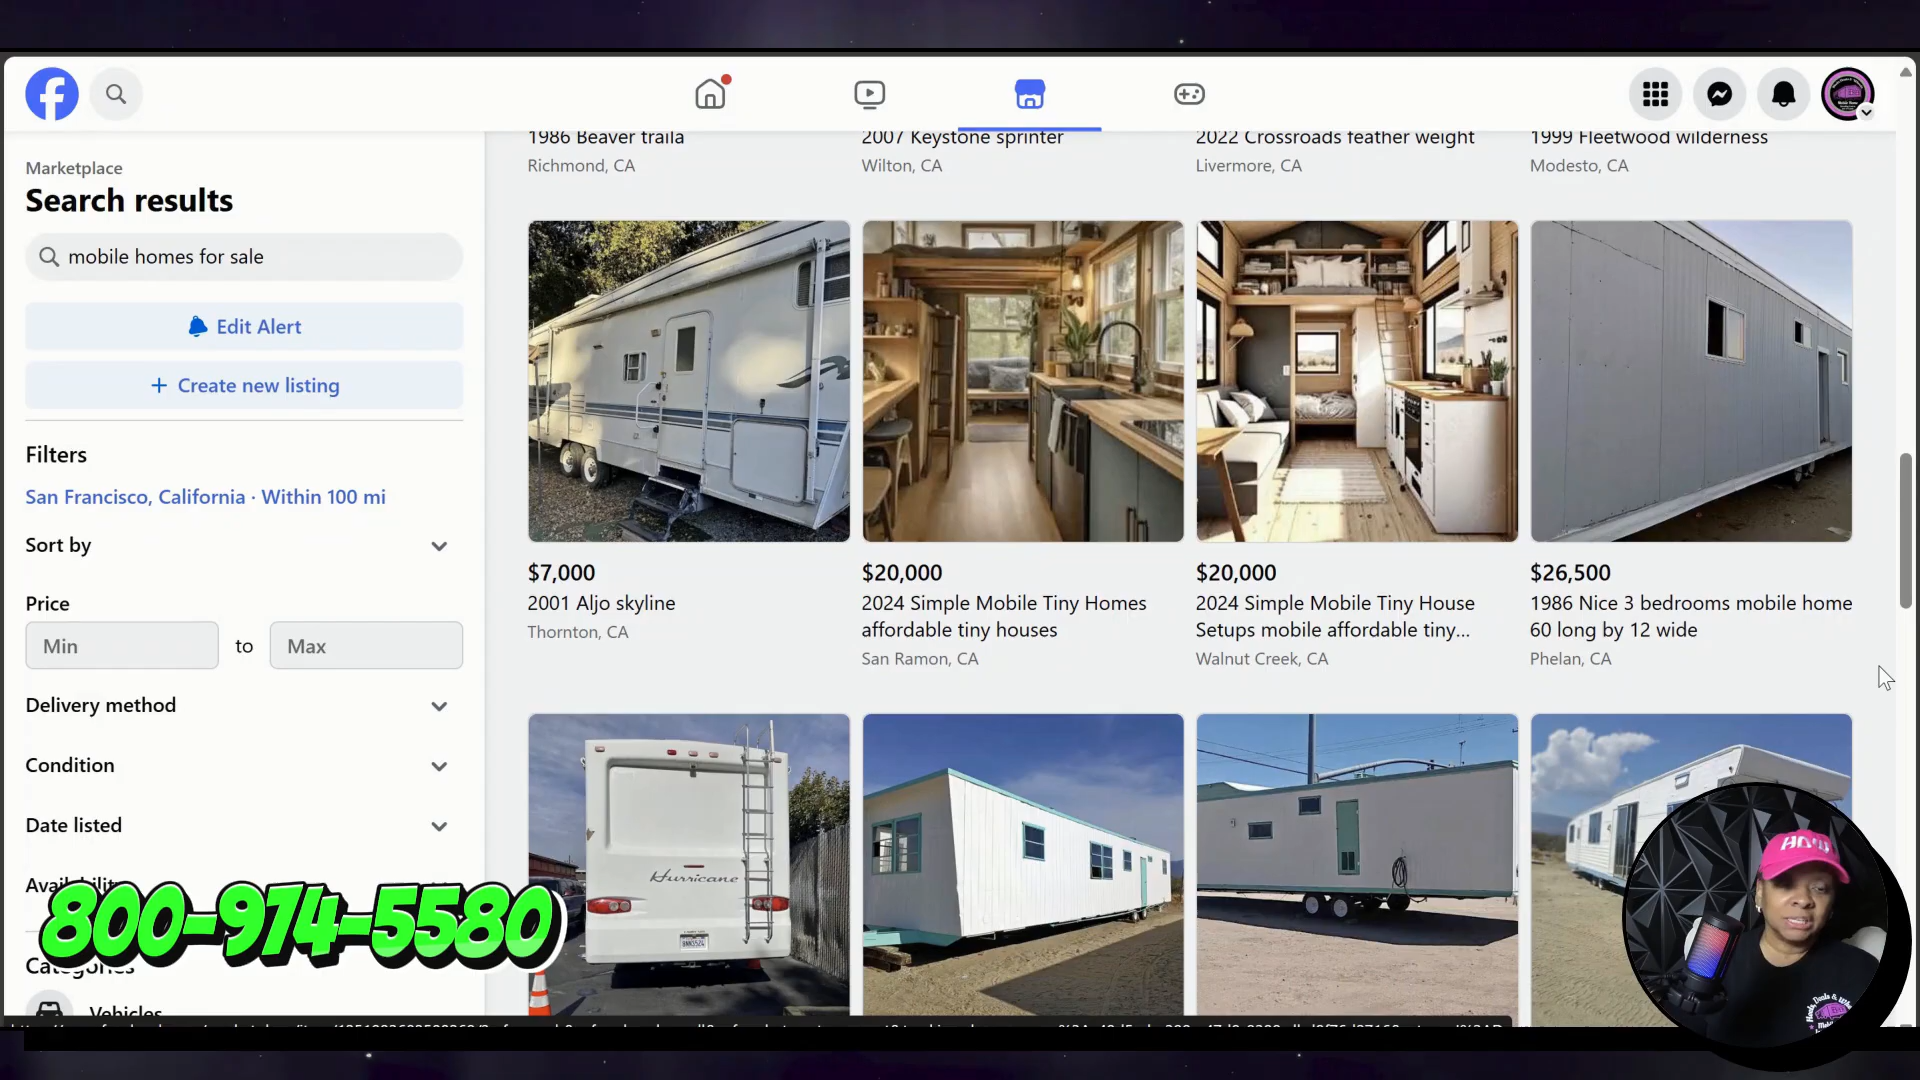 Marketplace
Search results
mobile homes for sale
Edit Alert
+ Create new listing
Filters
San Francisco, California · Within 100 mi
Sort by
Price
Min
to
Max
Delivery method
Condition
Date listed
Availability
800-974-5580
Categories
Vehicles
1986 Beaver traila
Richmond, CA
2007 Keystone sprinter
Wilton, CA
2022 Crossroads feather weight
Livermore, CA
1999 Fleetwood wilderness
Modesto, CA
$7,000
2001 Aljo skyline
Thornton, CA
$20,000
2024 Simple Mobile Tiny Homes
affordable tiny houses
San Ramon, CA
$20,000
2024 Simple Mobile Tiny House
Setups mobile affordable tiny...
Walnut Creek, CA
$26,500
1986 Nice 3 bedrooms mobile home
60 long by 12 wide
Phelan, CA
Hurricane